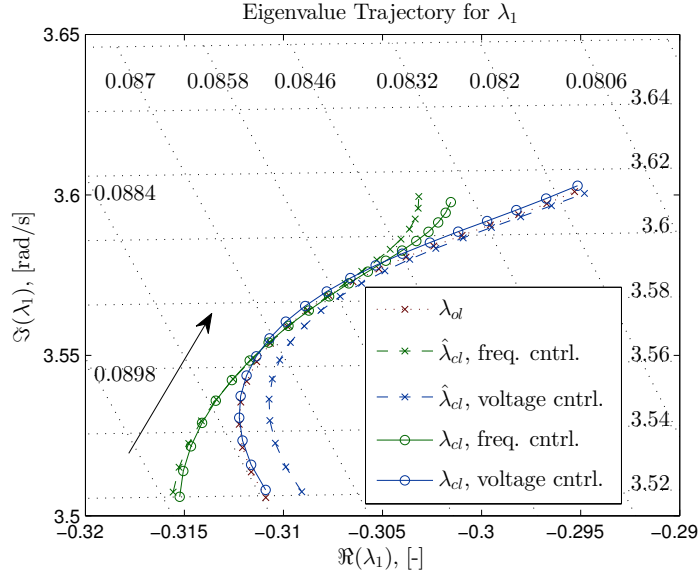 Eigenvalue Trajectory for λ₁
3.65
0.087 0.0858 0.0846 0.0832 0.082 0.0806
3.64
3.62
0.0884
3.6
3.6
ℑ(λ₁), [rad/s]
3.58
λol
3.56
3.55
λ̂cl, freq. cntrl.
0.0898
λ̂cl, voltage cntrl.
3.54
λcl, freq. cntrl.
λcl, voltage cntrl.
3.52
3.5
−0.32 −0.315 −0.31 −0.305 −0.3 −0.295 −0.29
ℜ(λ₁), [-]